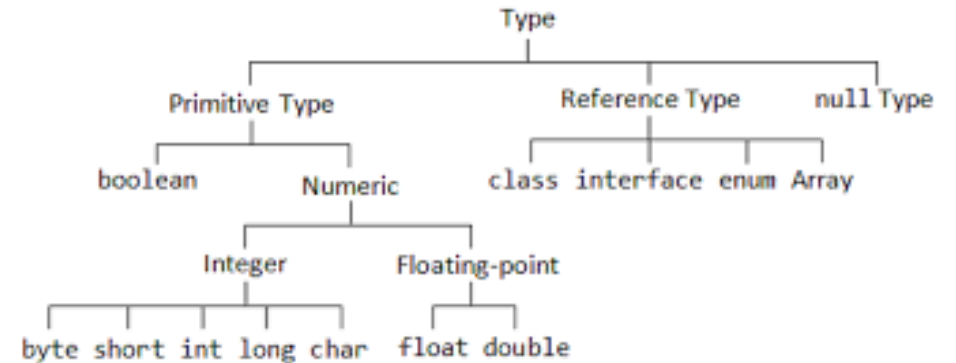 Type
Primitive Type Reference Type null Type
boolean Numeric class interface enum Array
Integer Floating-point
byte short int long char float double